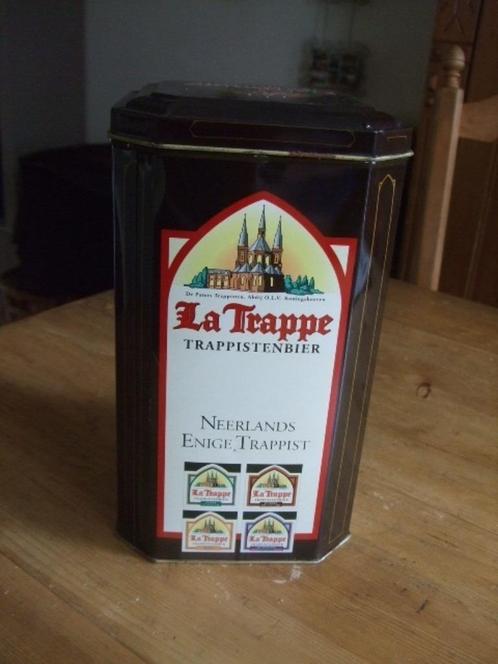 De Paters Trappisten, Abdij O.L.V. Koningshoeven
La Trappe
TRAPPISTENBIER
NEERLANDS
ENIGE TRAPPIST
La Trappe
La Trappe
La Trappe
La Trappe